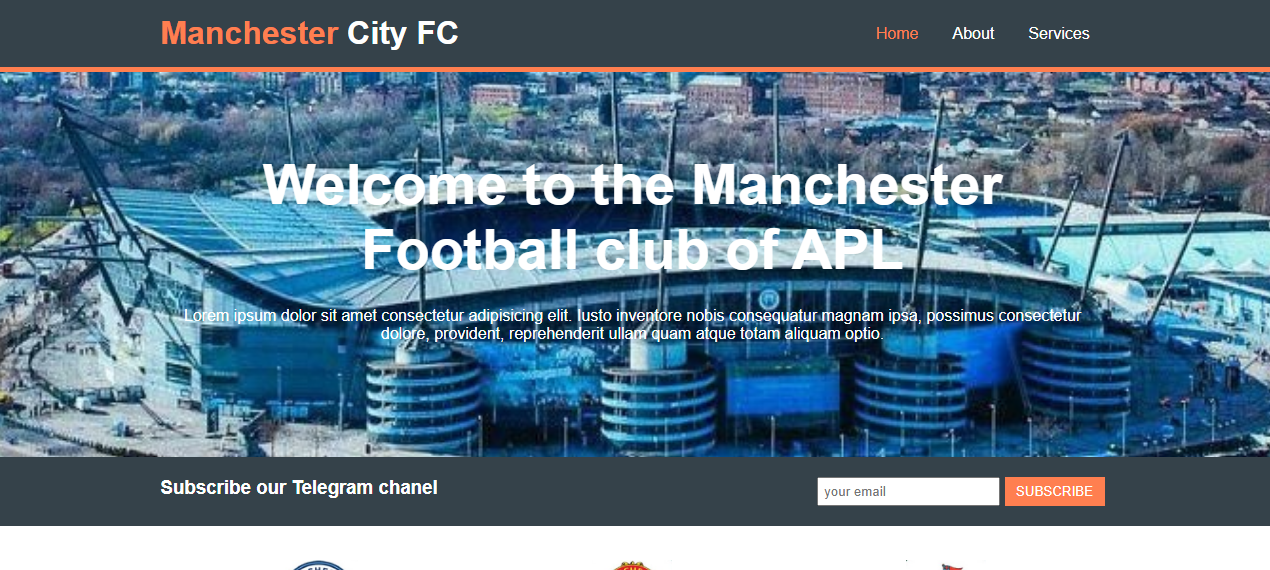 Manchester City FC
Home About Services
Welcome to the Manchester
Football club of APL
Lorem ipsum dolor sit amet consectetur adipisicing elit. Iusto inventore nobis consequatur magnam ipsa, possimus consectetur
dolore, provident, reprehenderit ullam quam atque totam aliquam optio.
Subscribe our Telegram chanel
your email
SUBSCRIBE